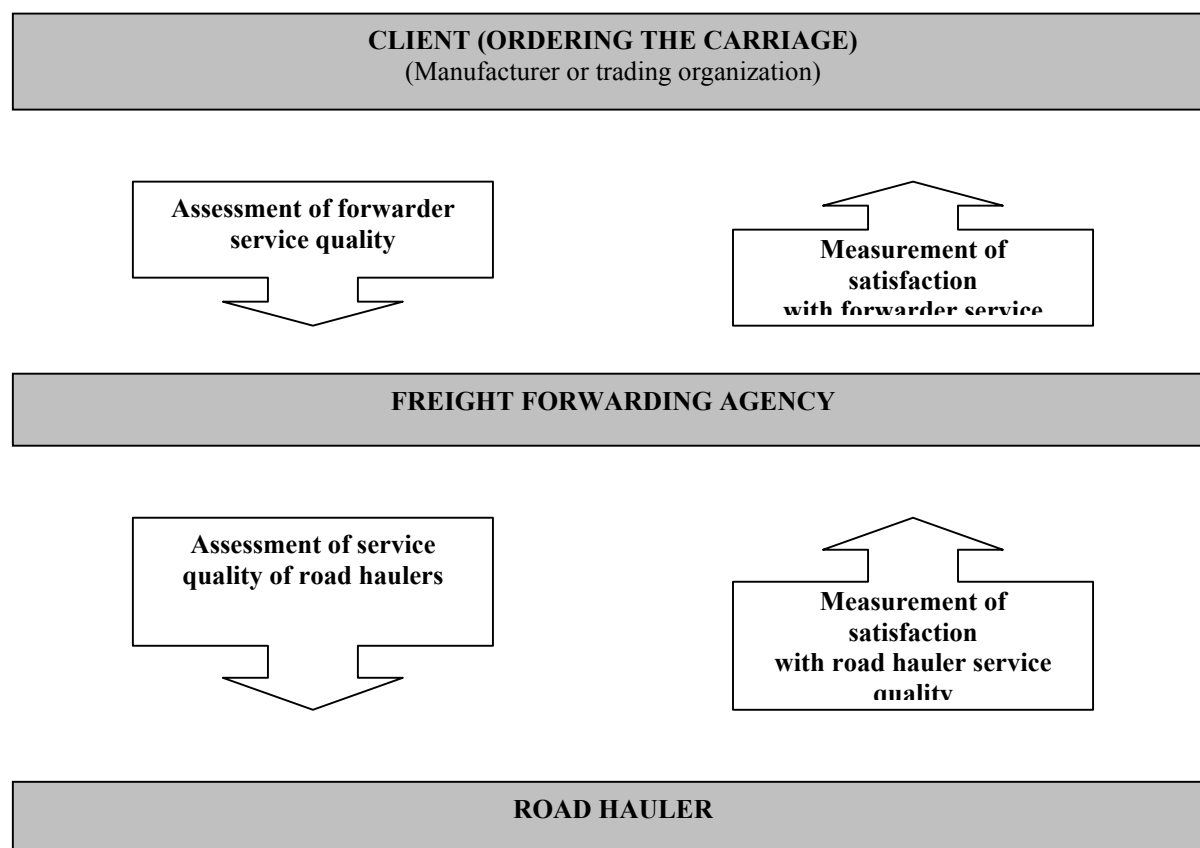 CLIENT (ORDERING THE CARRIAGE)
(Manufacturer or trading organization)
Assessment of forwarder
service quality
Measurement of
satisfaction
with forwarder service
FREIGHT FORWARDING AGENCY
Assessment of service
quality of road haulers
Measurement of
satisfaction
with road hauler service
quality
ROAD HAULER